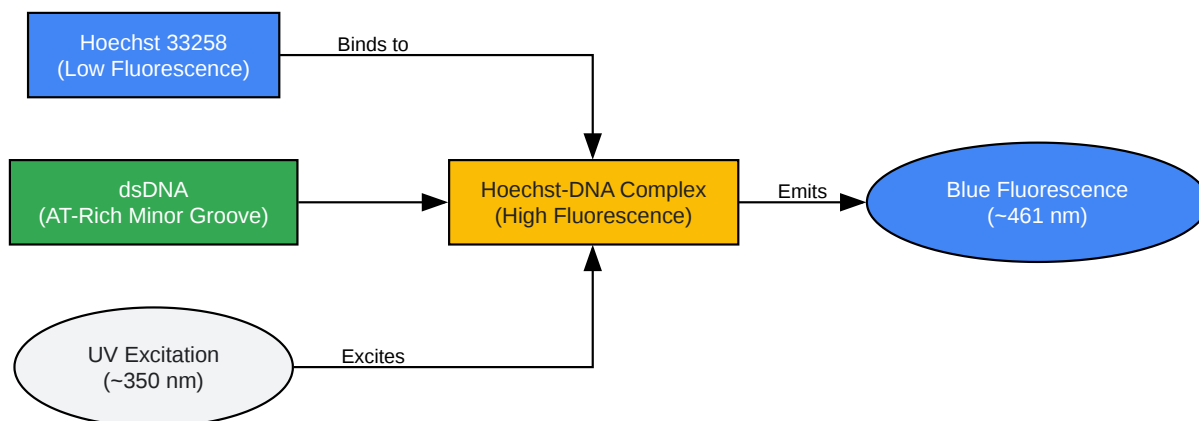 Hoechst 33258
(Low Fluorescence)
Binds to
dsDNA
(AT-Rich Minor Groove)
Hoechst-DNA Complex
(High Fluorescence)
Emits
Blue Fluorescence
(~461 nm)
UV Excitation
(~350 nm)
Excites